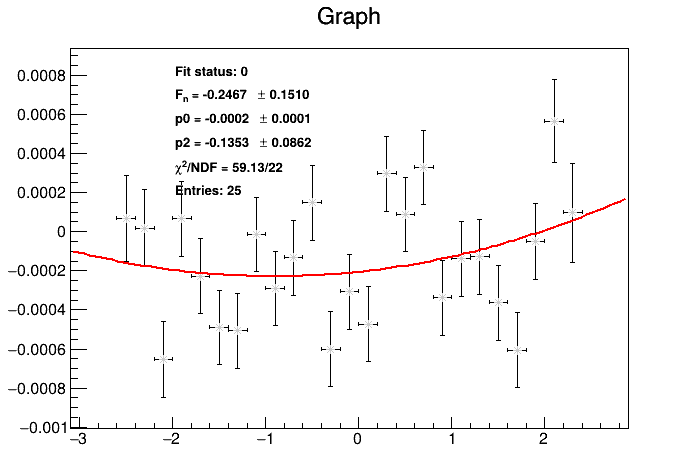 Graph
Fit status: 0
Fn = -0.2467 ± 0.1510
p0 = -0.0002 ± 0.0001
p2 = -0.1353 ± 0.0862
χ²/NDF = 59.13/22
Entries: 25
0.0008
0.0006
0.0004
0.0002
0
−0.0002
−0.0004
−0.0006
−0.0008
−0.001
−3 −2 −1 0 1 2